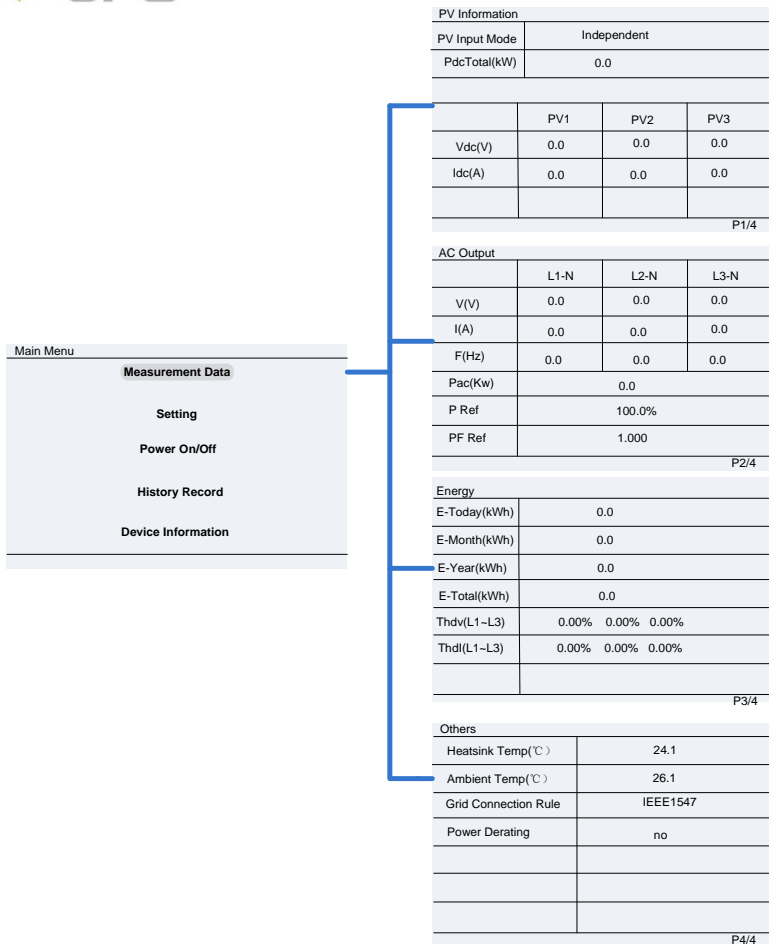 Main Menu
Measurement Data
Setting
Power On/Off
History Record
Device Information
PV Information
PV Input Mode Independent
PdcTotal(kW) 0.0
PV1 PV2 PV3
Vdc(V) 0.0 0.0 0.0
Idc(A) 0.0 0.0 0.0
P1/4
AC Output
L1-N L2-N L3-N
V(V) 0.0 0.0 0.0
I(A) 0.0 0.0 0.0
F(Hz) 0.0 0.0 0.0
Pac(Kw) 0.0
P Ref 100.0%
PF Ref 1.000
P2/4
Energy
E-Today(kWh) 0.0
E-Month(kWh) 0.0
E-Year(kWh) 0.0
E-Total(kWh) 0.0
Thdv(L1~L3) 0.00% 0.00% 0.00%
ThdI(L1~L3) 0.00% 0.00% 0.00%
P3/4
Others
Heatsink Temp(℃) 24.1
Ambient Temp(℃) 26.1
Grid Connection Rule IEEE1547
Power Derating no
P4/4